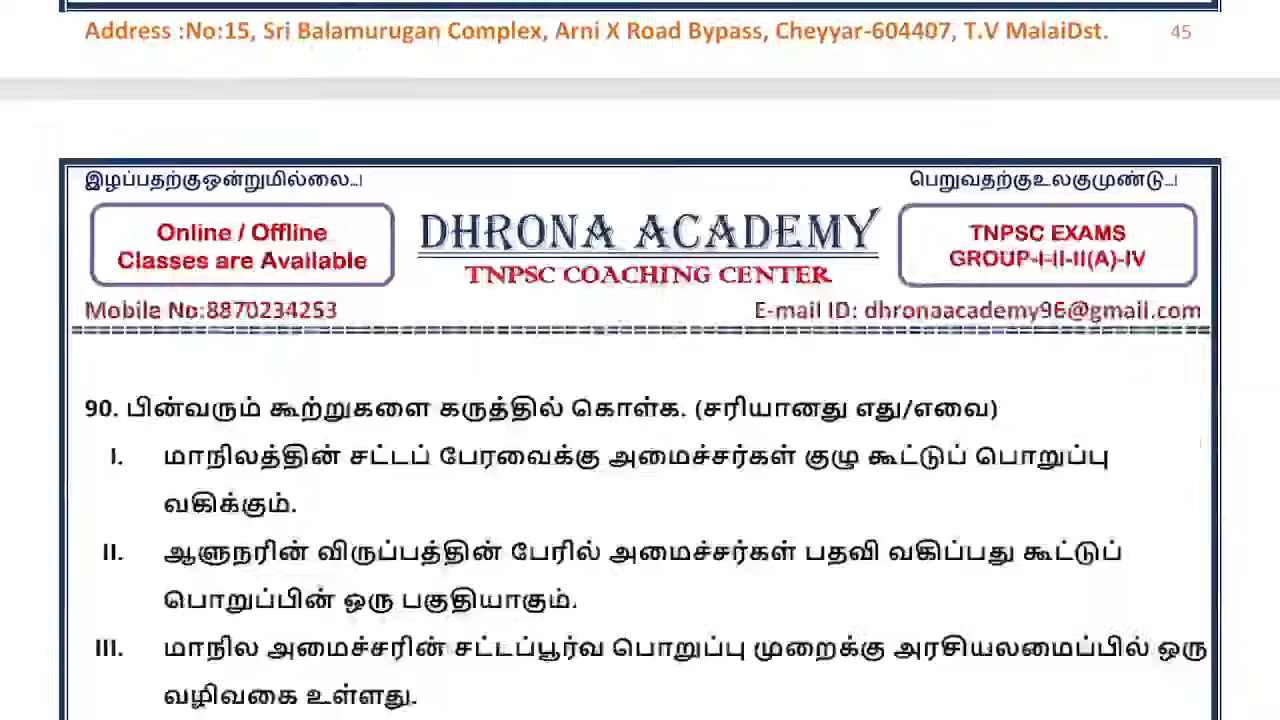 Address :No:15, Sri Balamurugan Complex, Arni X Road Bypass, Cheyyar-604407, T.V MalaiDst. 45
இழப்பதற்குஒன்றுமில்லை..! பெறுவதற்குஉலகுமுண்டு..!
Online / Offline
Classes are Available
DHRONA ACADEMY
TNPSC COACHING CENTER
TNPSC EXAMS
GROUP-I-II-II(A)-IV
Mobile No:8870234253 E-mail ID: dhronaacademy96@gmail.com
90. பின்வரும் கூற்றுகளை கருத்தில் கொள்க. (சரியானது எது/எவை)
I. மாநிலத்தின் சட்டப் பேரவைக்கு அமைச்சர்கள் குழு கூட்டுப் பொறுப்பு
வகிக்கும்.
II. ஆளுநரின் விருப்பத்தின் பேரில் அமைச்சர்கள் பதவி வகிப்பது கூட்டுப்
பொறுப்பின் ஒரு பகுதியாகும்.
III. மாநில அமைச்சரின் சட்டப்பூர்வ பொறுப்பு முறைக்கு அரசியலமைப்பில் ஒரு
வழிவகை உள்ளது.